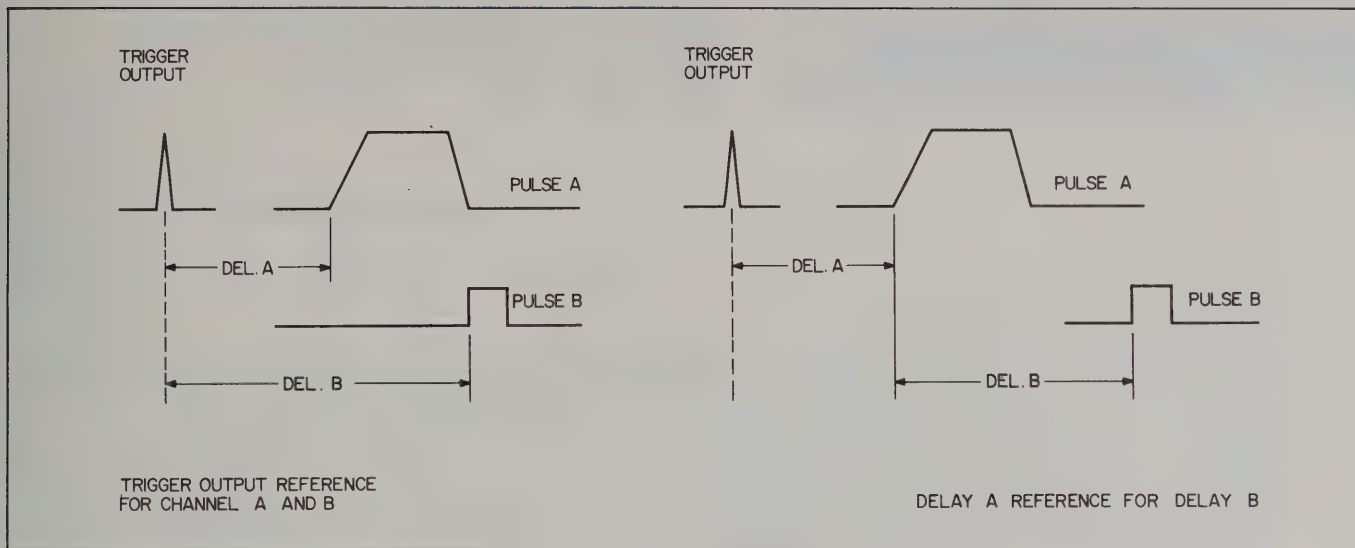 TRIGGER
OUTPUT
PULSE A
DEL. A
PULSE B
DEL. B
TRIGGER OUTPUT REFERENCE
FOR CHANNEL A AND B
TRIGGER
OUTPUT
PULSE A
DEL. A
PULSE B
DEL. B
DELAY A REFERENCE FOR DELAY B